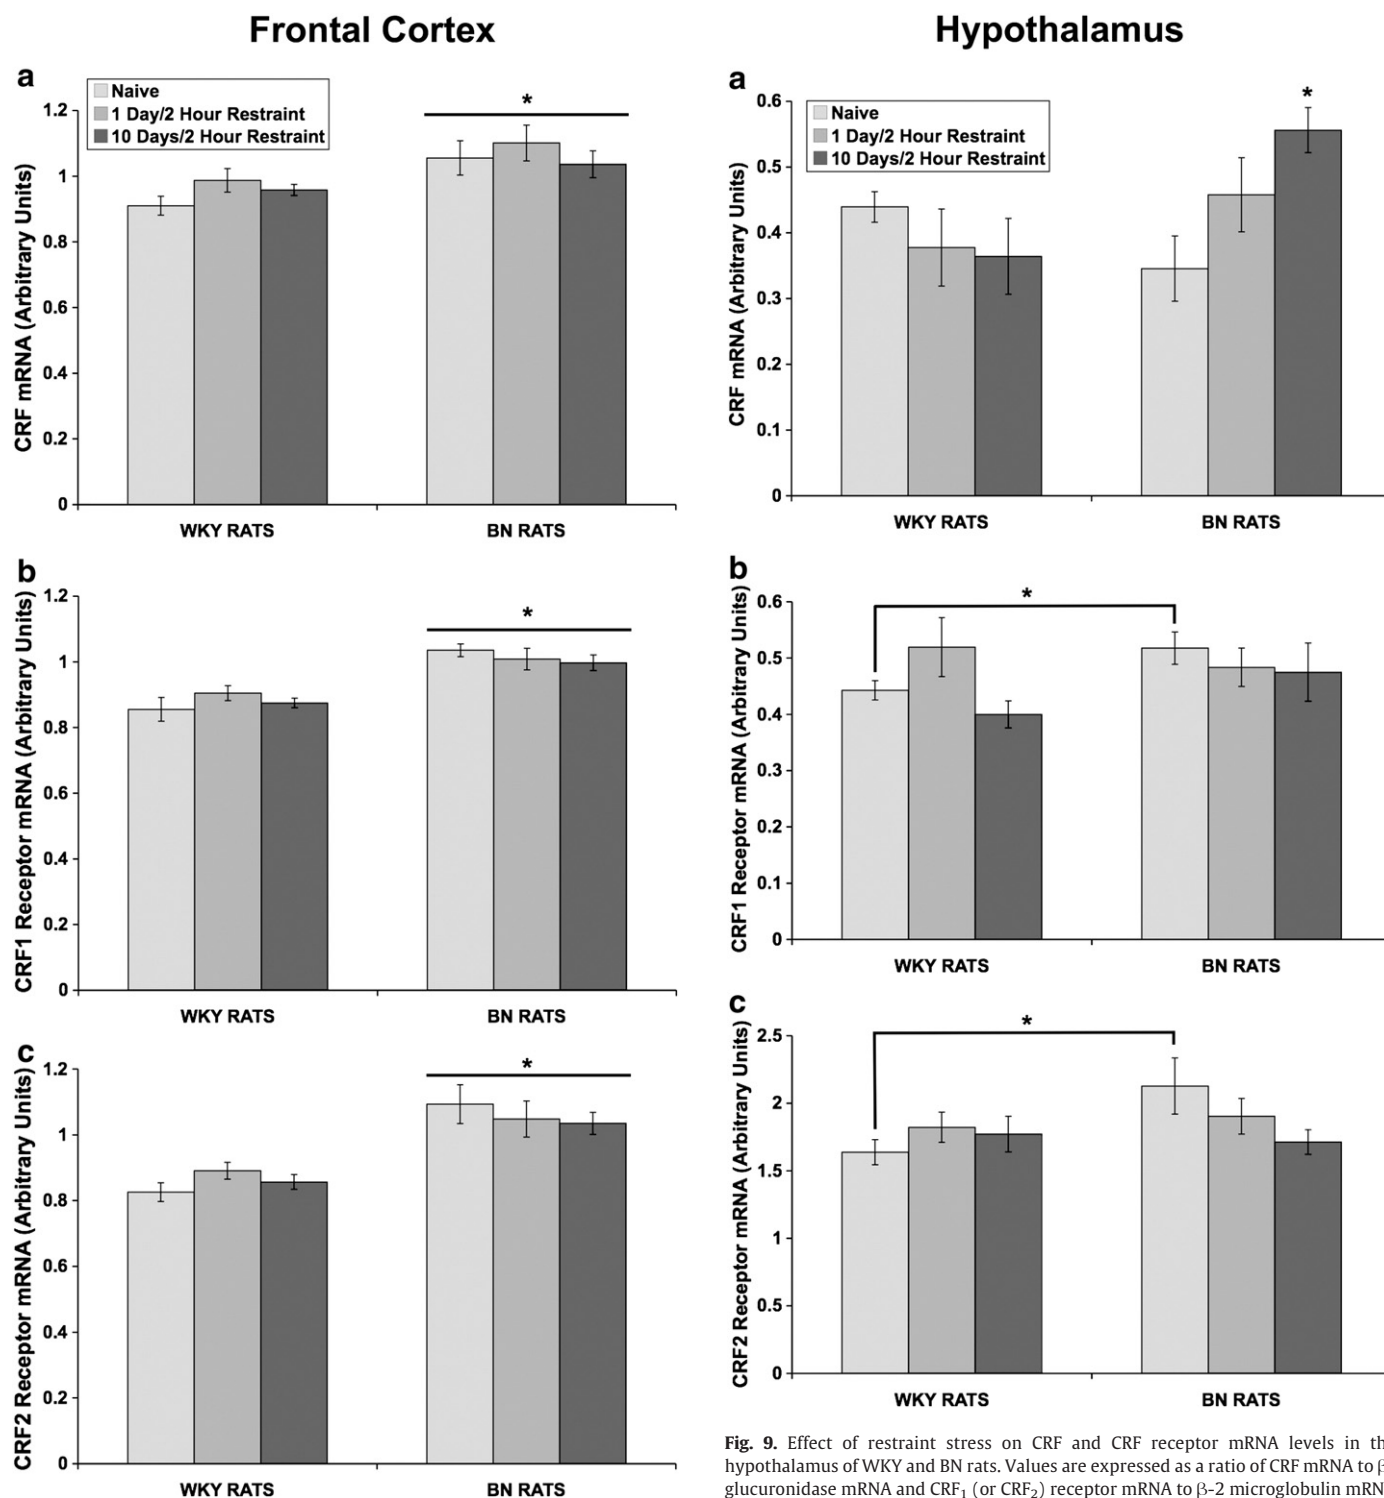 Frontal Cortex
a
Naive
1 Day/2 Hour Restraint
10 Days/2 Hour Restraint
*
CRF mRNA (Arbitrary Units)
1.2
1
0.8
0.6
0.4
0.2
0
WKY RATS
BN RATS
b
*
CRF1 Receptor mRNA (Arbitrary Units)
1.2
1
0.8
0.6
0.4
0.2
0
WKY RATS
BN RATS
c
*
CRF2 Receptor mRNA (Arbitrary Units)
1.2
1
0.8
0.6
0.4
0.2
0
WKY RATS
BN RATS
Hypothalamus
a
Naive
1 Day/2 Hour Restraint
10 Days/2 Hour Restraint
*
CRF mRNA (Arbitrary Units)
0.6
0.5
0.4
0.3
0.2
0.1
0
WKY RATS
BN RATS
b
*
CRF1 Receptor mRNA (Arbitrary Units)
0.6
0.5
0.4
0.3
0.2
0.1
0
WKY RATS
BN RATS
c
*
CRF2 Receptor mRNA (Arbitrary Units)
2.5
2
1.5
1
0.5
0
WKY RATS
BN RATS
Fig. 9. Effect of restraint stress on CRF and CRF receptor mRNA levels in th
hypothalamus of WKY and BN rats. Values are expressed as a ratio of CRF mRNA to β
glucuronidase mRNA and CRF₁ (or CRF₂) receptor mRNA to β-2 microglobulin mRN